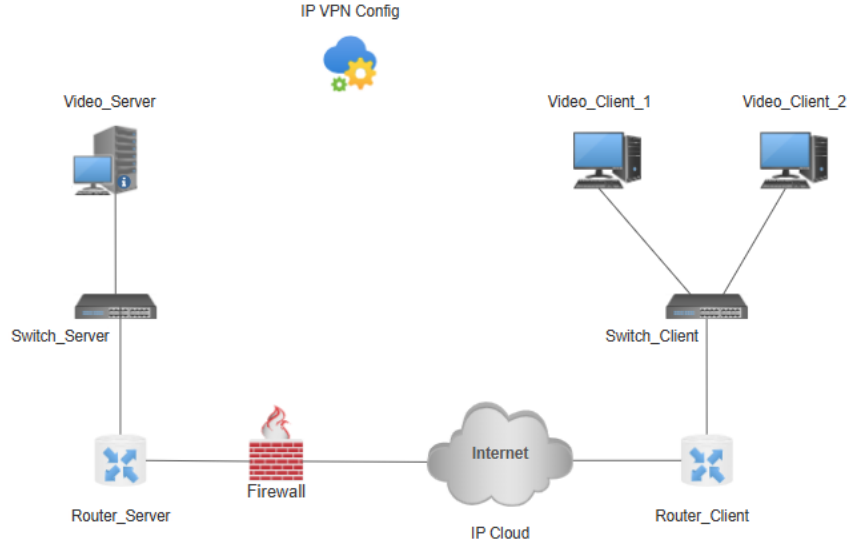 IP VPN Config
Video_Server
Video_Client_1
Video_Client_2
Switch_Server
Switch_Client
Internet
Firewall
Router_Server
Router_Client
IP Cloud